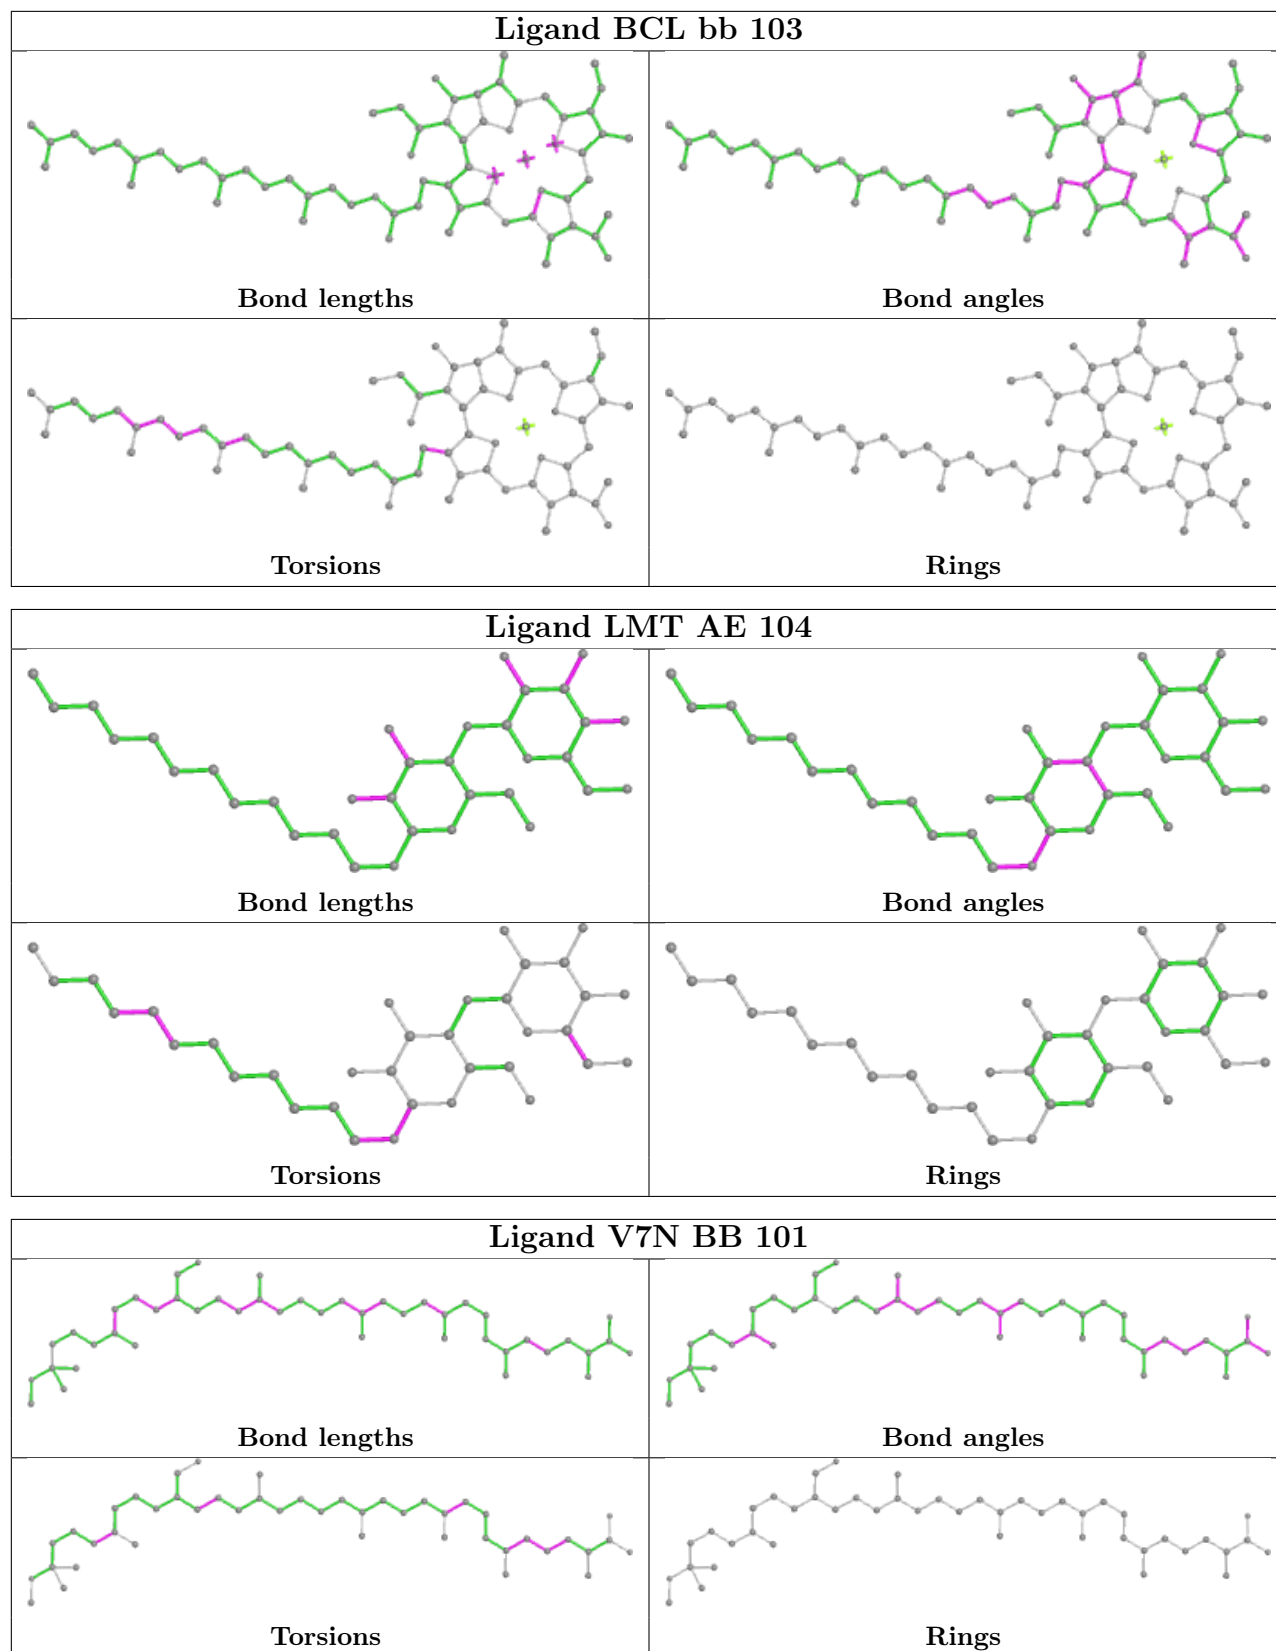 Ligand BCL bb 103
Bond lengths
Bond angles
Torsions
Rings
Ligand LMT AE 104
Bond lengths
Bond angles
Torsions
Rings
Ligand V7N BB 101
Bond lengths
Bond angles
Torsions
Rings